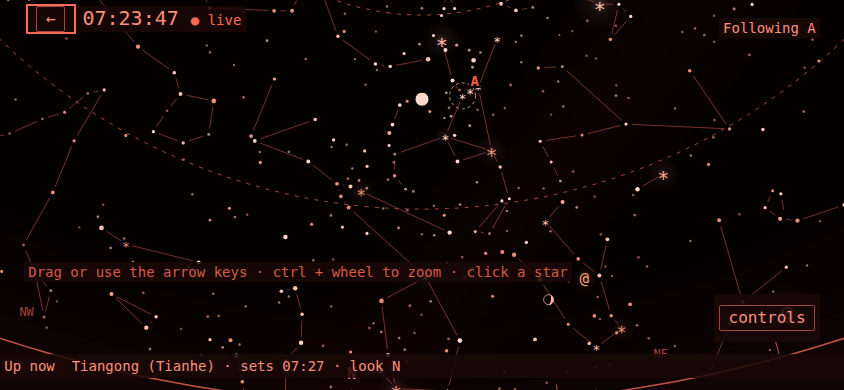 ← 07:23:47 ● live
Following A
A
Drag or use the arrow keys · ctrl + wheel to zoom · click a star
@
NW
controls
NE
Up now Tiangong (Tianhe) · sets 07:27 · look N
N